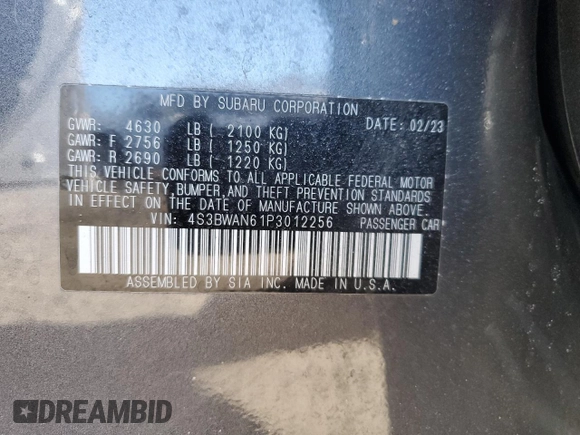 MFD BY SUBARU CORPORATION
GVWR: 4630 LB ( 2100 KG) DATE: 02/23
GAWR: F 2756 LB ( 1250 KG)
GAWR: R 2690 LB ( 1220 KG)
THIS VEHICLE CONFORMS TO ALL APPLICABLE FEDERAL MOTOR
VEHICLE SAFETY, BUMPER, AND THEFT PREVENTION STANDARDS
IN EFFECT ON THE DATE OF MANUFACTURE SHOWN ABOVE.
VIN: 4S3BWAN61P3012256 PASSENGER CAR
ASSEMBLED BY SIA INC. MADE IN U.S.A.
DREAMBID